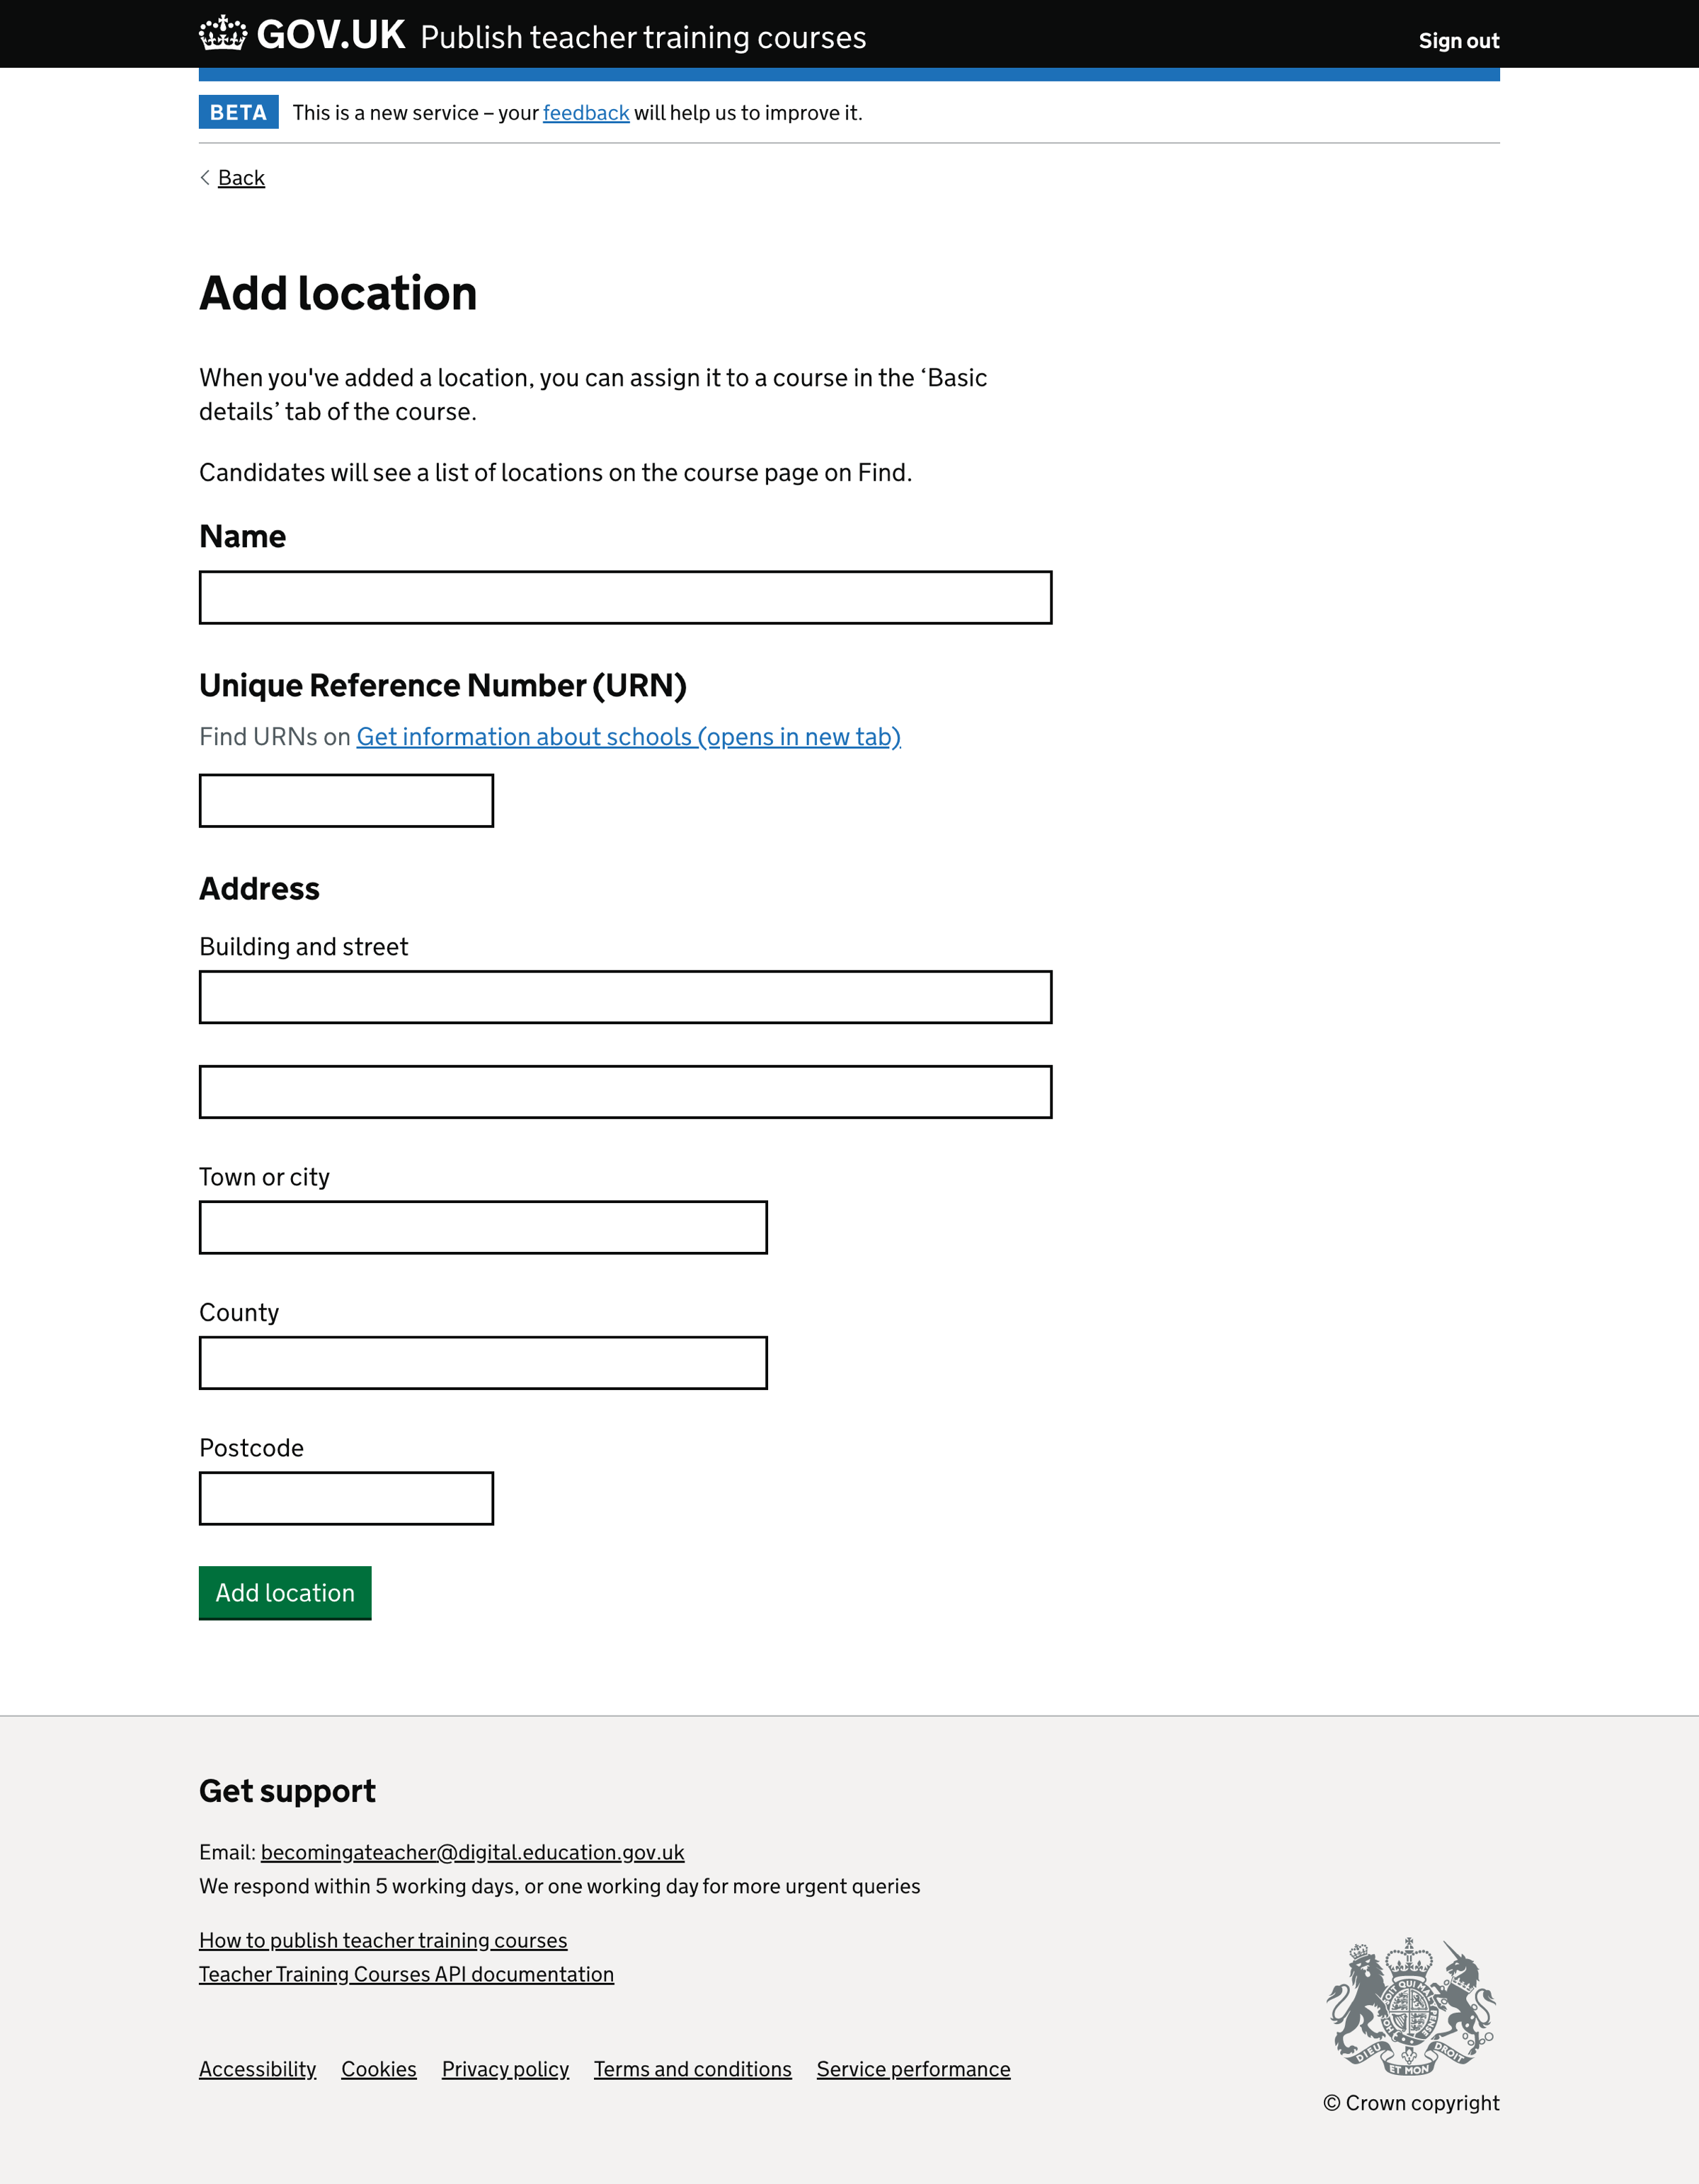 GOV.UK Publish teacher training courses
Sign out
BETA This is a new service – your feedback will help us to improve it.
Back
Add location
When you've added a location, you can assign it to a course in the ‘Basic
details’ tab of the course.
Candidates will see a list of locations on the course page on Find.
Name
Unique Reference Number (URN)
Find URNs on Get information about schools (opens in new tab)
Address
Building and street
Town or city
County
Postcode
Add location
Get support
Email: becomingateacher@digital.education.gov.uk
We respond within 5 working days, or one working day for more urgent queries
How to publish teacher training courses
Teacher Training Courses API documentation
DIEU ET MON DROIT
Accessibility Cookies Privacy policy Terms and conditions Service performance
© Crown copyright